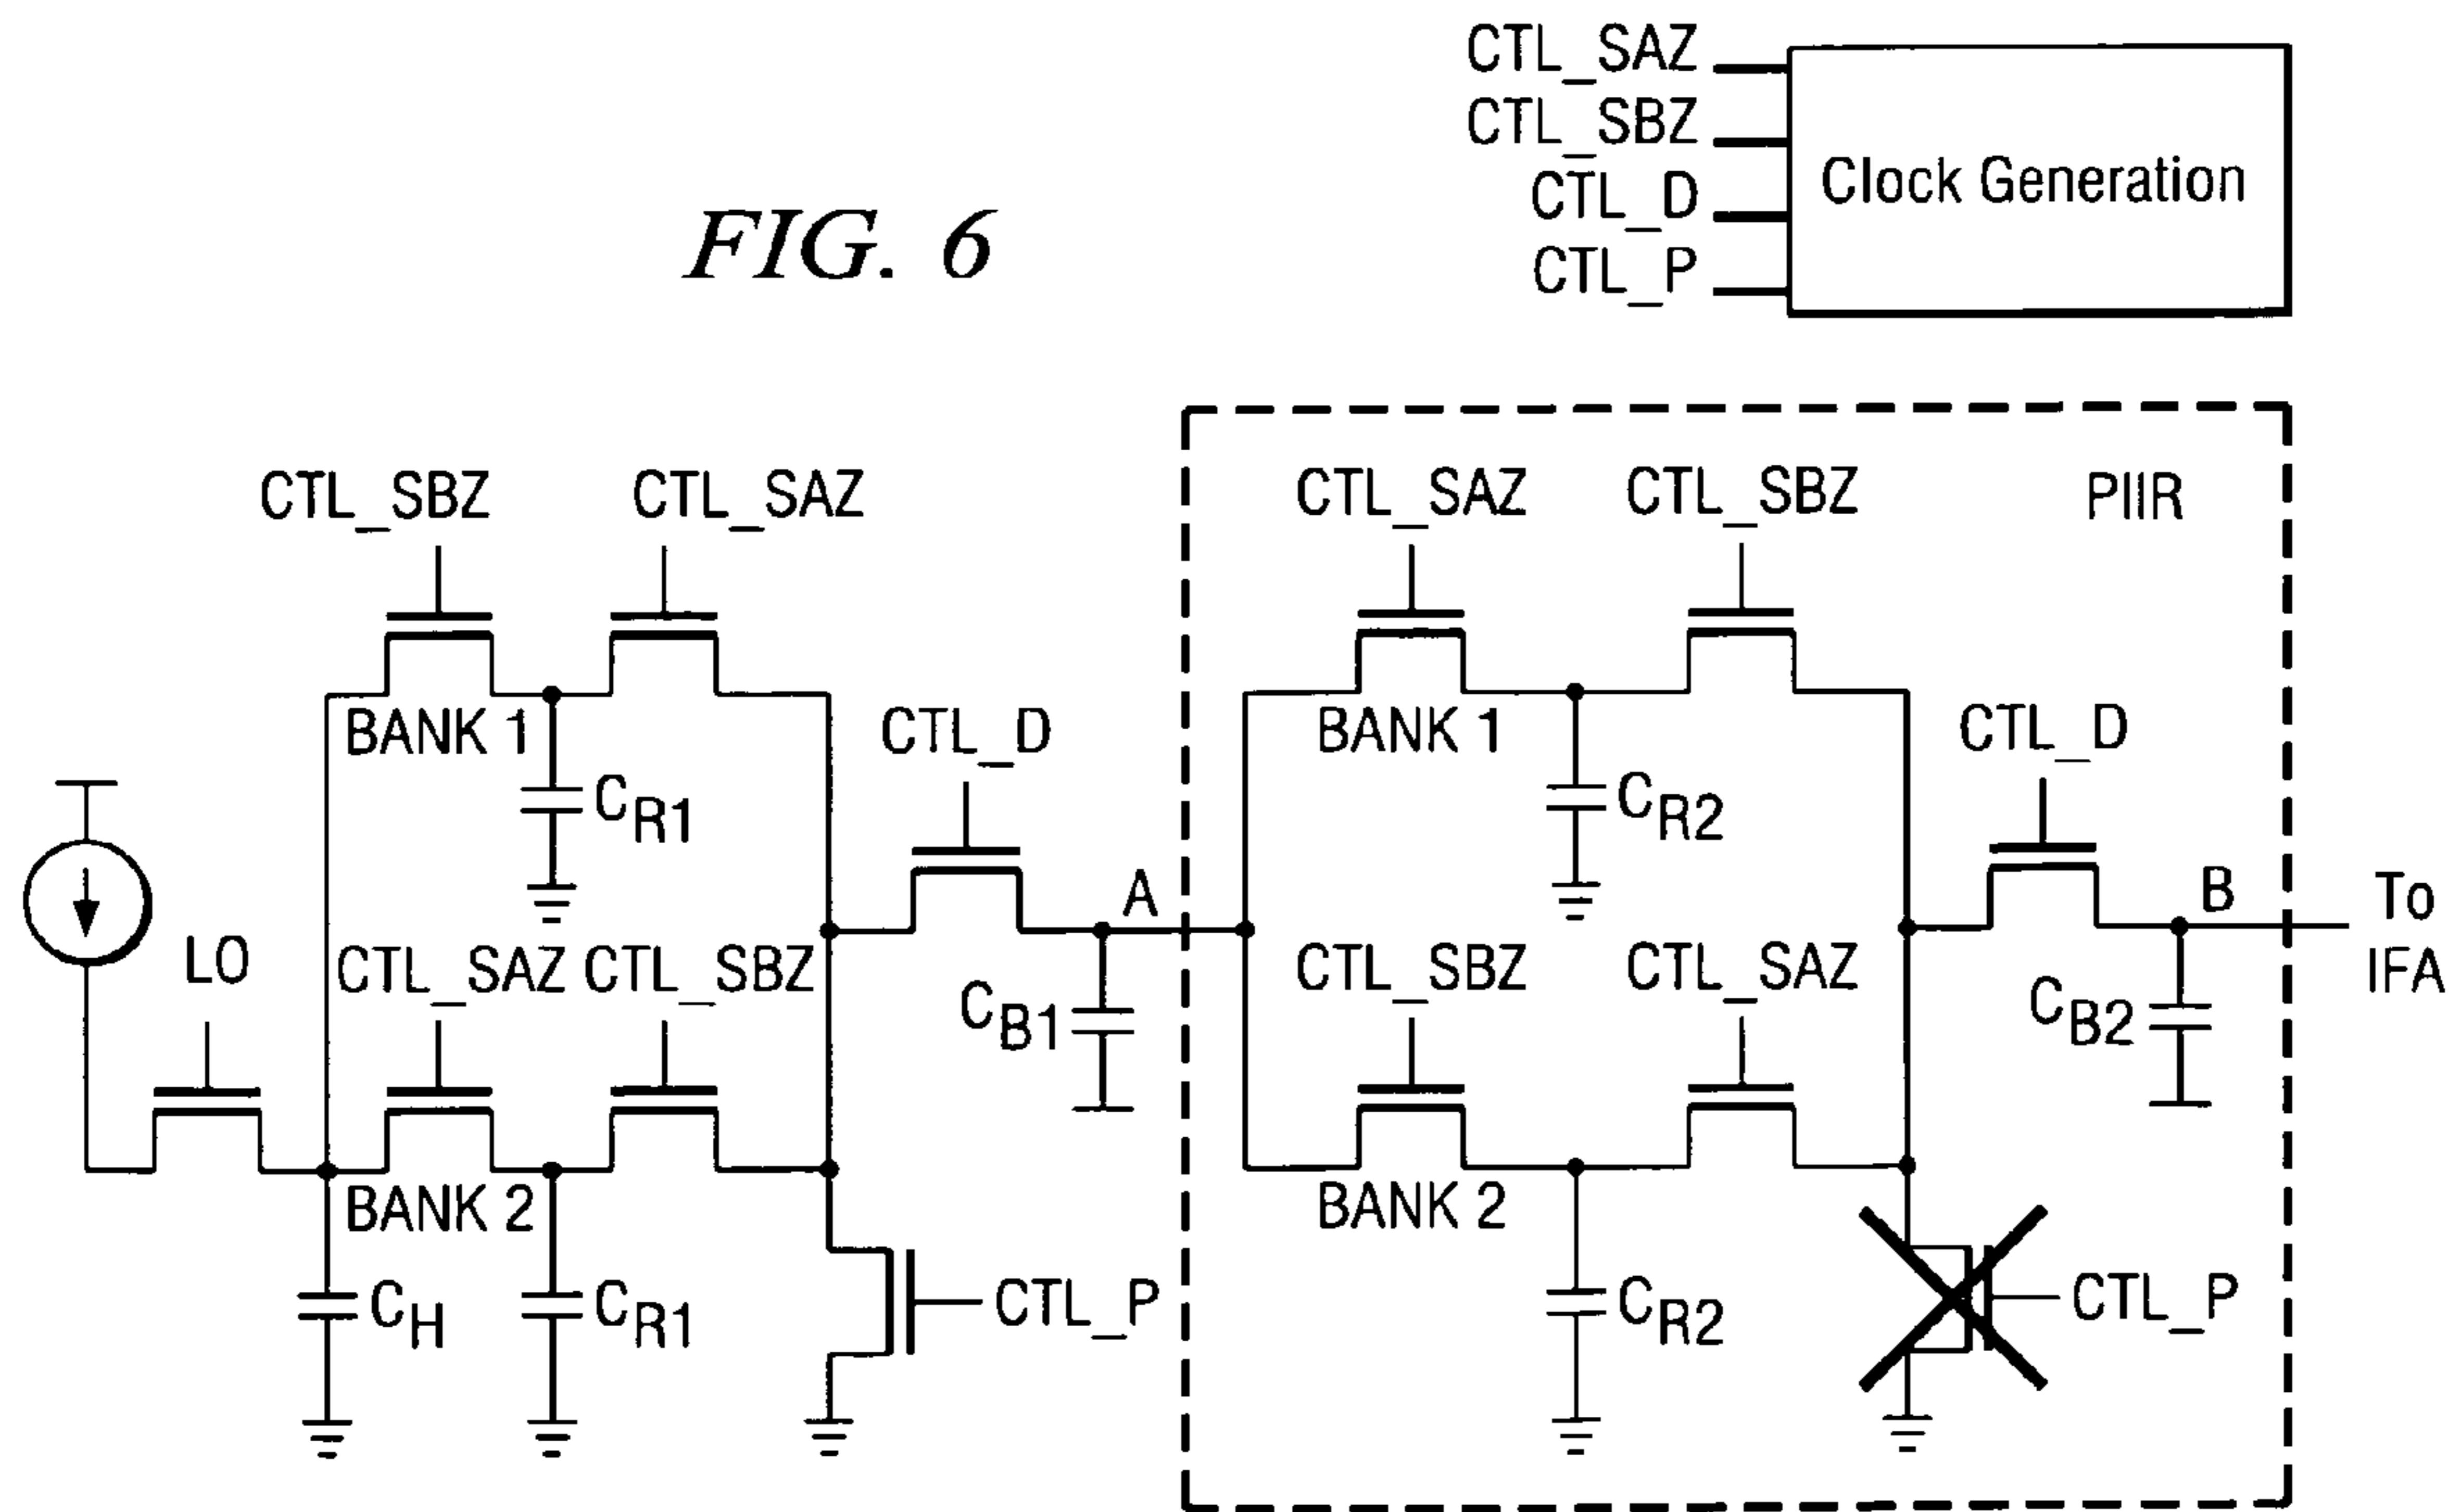 CTL_SAZ
CTL_SBZ
CTL_D
CTL_P
Clock Generation
FIG. 6
CTL_SBZ
CTL_SAZ
CTL_SAZ
CTL_SBZ
PIIR
BANK 1
CTL_D
BANK 1
CTL_D
CR1
CR2
A
B
To
IFA
LO
CTL_SAZ
CTL_SBZ
CB1
CTL_SBZ
CTL_SAZ
CB2
BANK 2
BANK 2
CH
CR1
CTL_P
CR2
CTL_P